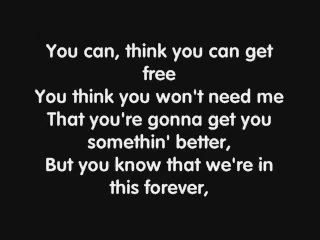 You can, think you can get
free
You think you won't need me
That you're gonna get you
somethin' better,
But you know that we're in
this forever,